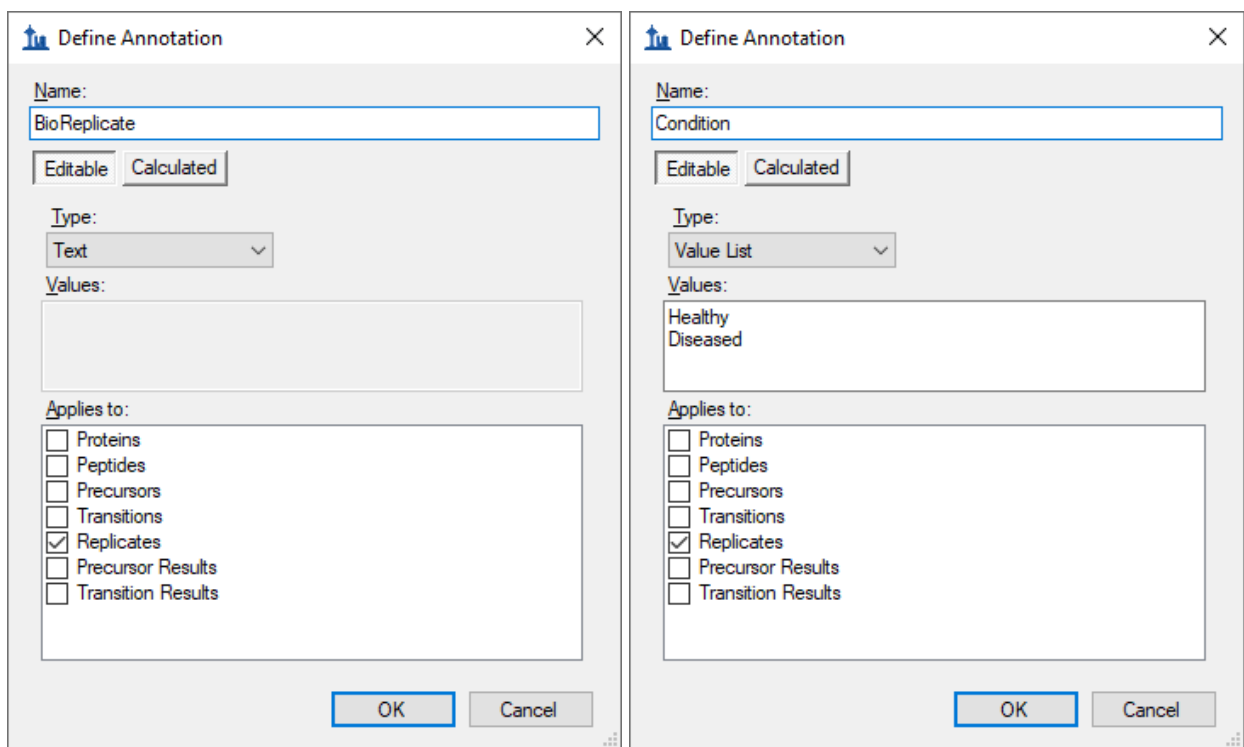 Define Annotation
Name:
BioReplicate
Editable Calculated
Type:
Text
Values:
Applies to:
Proteins
Peptides
Precursors
Transitions
Replicates
Precursor Results
Transition Results
OK Cancel
Define Annotation
Name:
Condition
Editable Calculated
Type:
Value List
Values:
Healthy
Diseased
Applies to:
Proteins
Peptides
Precursors
Transitions
Replicates
Precursor Results
Transition Results
OK Cancel